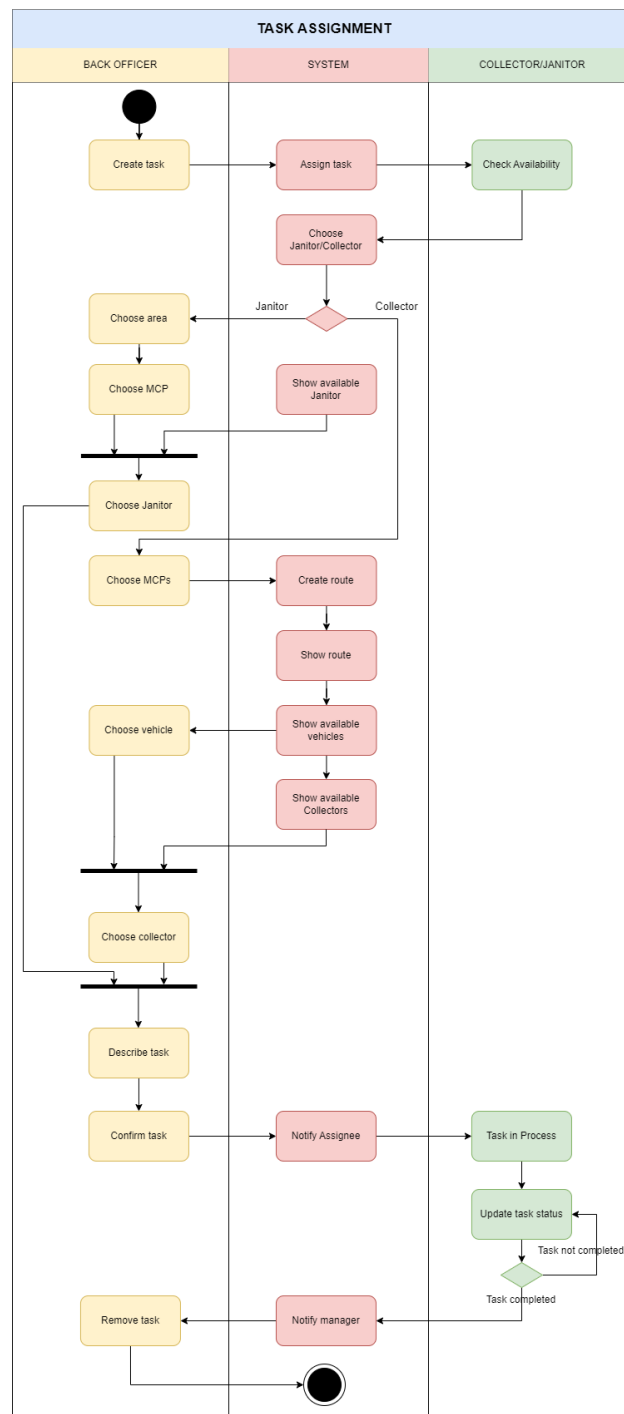 TASK ASSIGNMENT
BACK OFFICER
SYSTEM
COLLECTOR/JANITOR
Create task
Assign task
Check Availability
Choose
Janitor/Collector
Janitor
Collector
Choose area
Choose MCP
Show available
Janitor
Choose Janitor
Choose MCPs
Create route
Show route
Choose vehicle
Show available
vehicles
Show available
Collectors
Choose collector
Describe task
Confirm task
Notify Assignee
Task in Process
Update task status
Task not completed
Task completed
Remove task
Notify manager